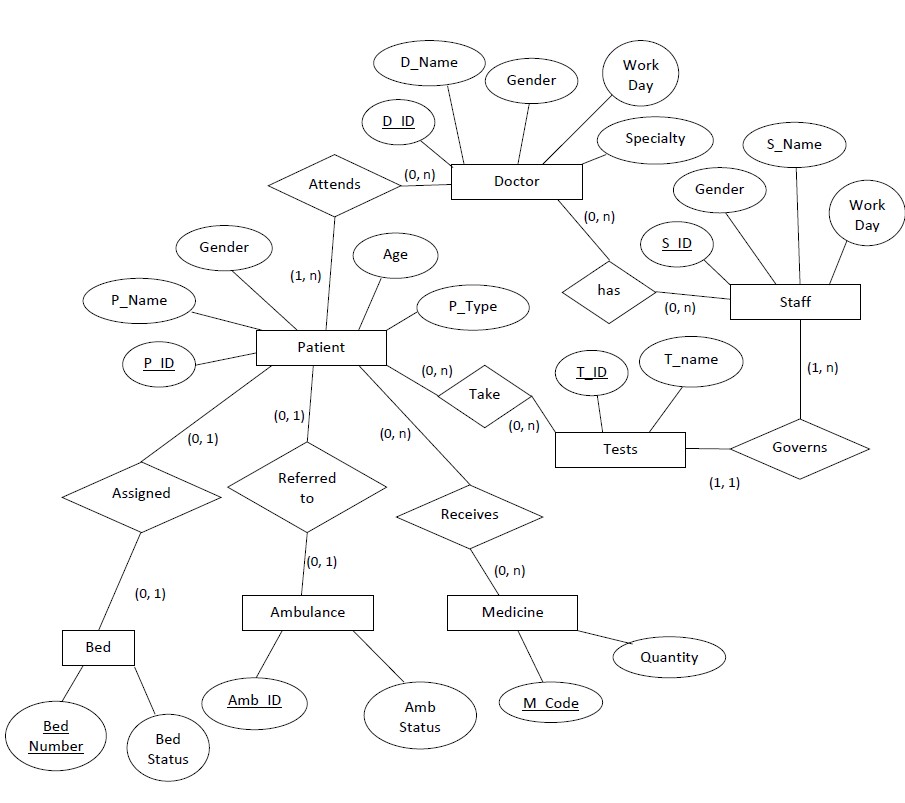 D_Name
Gender
Work
Day
D_ID
Specialty
S_Name
Attends
(0, n)
Doctor
Gender
Work
Day
(0, n)
S_ID
Gender
Age
(1, n)
has
(0, n)
Staff
P_Name
P_Type
Patient
P_ID
(0, n)
T_ID
T_name
(1, n)
Take
(0, 1)
(0, 1)
(0, n)
(0, n)
Tests
Governs
(1, 1)
Assigned
Referred
to
Receives
(0, 1)
(0, n)
(0, 1)
Ambulance
Medicine
Bed
Quantity
Amb_ID
M_Code
Amb
Status
Bed
Number
Bed
Status